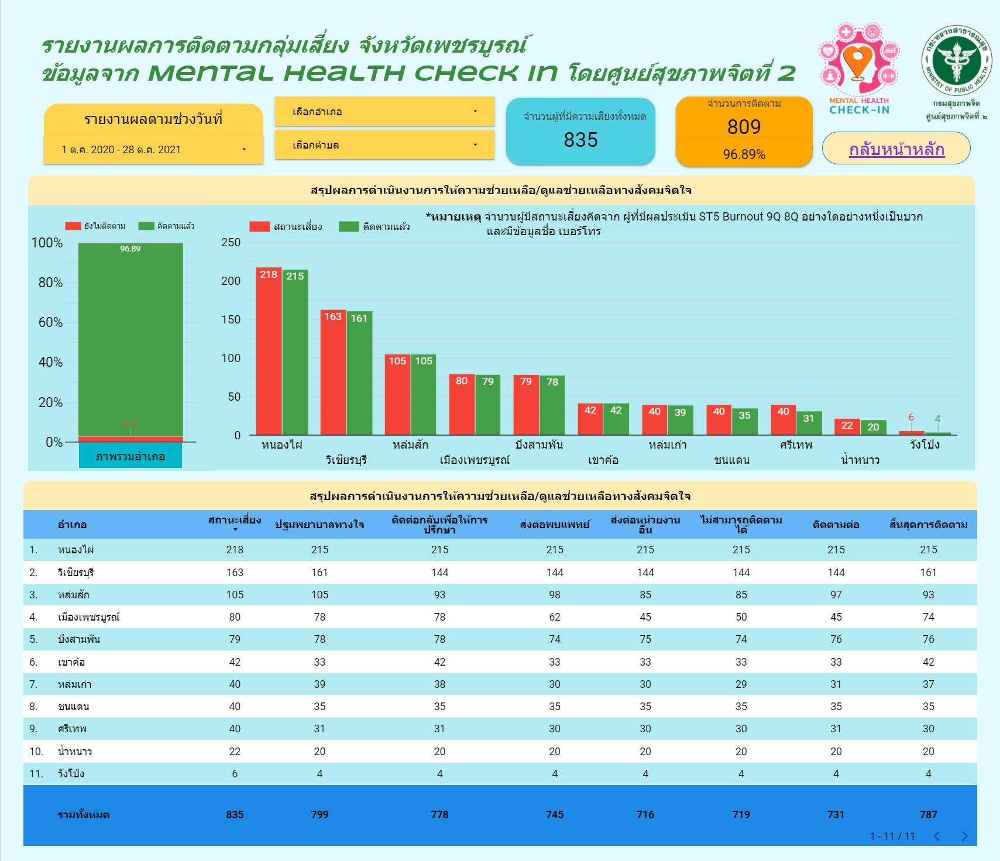 รายงานผลการติดตามกลุ่มเสี่ยง จังหวัดเพชรบูรณ์
ข้อมูลจาก Mental Health Check In โดยศูนย์สุขภาพจิตที่ 2
MENTAL HEALTH
CHECK-IN
กระทรวงสาธารณสุข
MINISTRY OF PUBLIC HEALTH
กรมสุขภาพจิต
ศูนย์สุขภาพจิตที่ ๒
รายงานผลตามช่วงวันที่
1 ต.ค. 2020 - 28 ต.ค. 2021
เลือกอำเภอ
เลือกตำบล
จำนวนผู้ที่มีความเสี่ยงทั้งหมด
835
จำนวนการติดตาม
809
96.89%
กลับหน้าหลัก
สรุปผลการดำเนินงานการให้ความช่วยเหลือ/ดูแลช่วยเหลือทางสังคมจิตใจ
ยังไม่ติดตาม ติดตามแล้ว
100%
80%
60%
40%
20%
0%
96.89
3.11
ภาพรวมอำเภอ
สถานะเสี่ยง ติดตามแล้ว
*หมายเหตุ จำนวนผู้มีสถานะเสี่ยงคิดจาก ผู้ที่มีผลประเมิน ST5 Burnout 9Q 8Q อย่างใดอย่างหนึ่งเป็นบวก
และมีข้อมูลชื่อ เบอร์โทร
250
200
150
100
50
0
218 215
163 161
105 105
80 79
79 78
42 42
40 39
40 35
40 31
22 20
6 4
หนองไผ่ หล่มสัก บึงสามพัน หล่มเก่า ศรีเทพ วังโป่ง
วิเชียรบุรี เมืองเพชรบูรณ์ เขาค้อ ชนแดน น้ำหนาว
สรุปผลการดำเนินงานการให้ความช่วยเหลือ/ดูแลช่วยเหลือทางสังคมจิตใจ
อำเภอ สถานะเสี่ยง ปฐมพยาบาลทางใจ ติดต่อกลับเพื่อให้การปรึกษา ส่งต่อพบแพทย์ ส่งต่อหน่วยงานอื่น ไม่สามารถติดตามได้ ติดตามต่อ สิ้นสุดการติดตาม
1. หนองไผ่ 218 215 215 215 215 215 215 215
2. วิเชียรบุรี 163 161 144 144 144 144 144 161
3. หล่มสัก 105 105 93 98 85 85 97 93
4. เมืองเพชรบูรณ์ 80 78 78 62 45 50 45 74
5. บึงสามพัน 79 78 78 74 75 74 76 76
6. เขาค้อ 42 33 42 33 33 33 33 42
7. หล่มเก่า 40 39 38 30 30 29 31 37
8. ชนแดน 40 35 35 35 35 35 35 35
9. ศรีเทพ 40 31 31 30 30 30 31 30
10. น้ำหนาว 22 20 20 20 20 20 20 20
11. วังโป่ง 6 4 4 4 4 4 4 4
รวมทั้งหมด 835 799 778 745 716 719 731 787
1 - 11 / 11